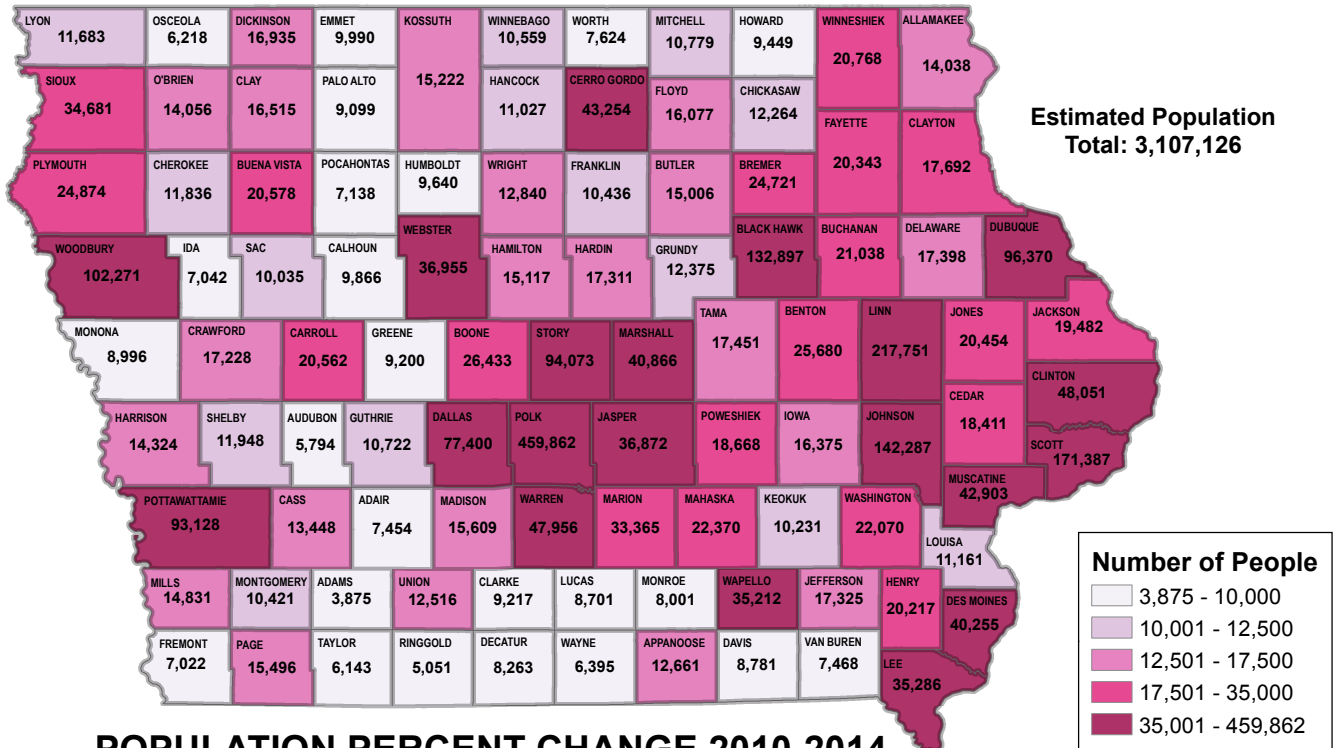 LYON
11,683
OSCEOLA
6,218
DICKINSON
16,935
EMMET
9,990
KOSSUTH
15,222
WINNEBAGO
10,559
WORTH
7,624
MITCHELL
10,779
HOWARD
9,449
WINNESHIEK
20,768
ALLAMAKEE
14,038
SIOUX
34,681
O'BRIEN
14,056
CLAY
16,515
PALO ALTO
9,099
HANCOCK
11,027
CERRO GORDO
43,254
FLOYD
16,077
CHICKASAW
12,264
FAYETTE
20,343
CLAYTON
17,692
Estimated Population
Total: 3,107,126
PLYMOUTH
24,874
CHEROKEE
11,836
BUENA VISTA
20,578
POCAHONTAS
7,138
HUMBOLDT
9,640
WRIGHT
12,840
FRANKLIN
10,436
BUTLER
15,006
BREMER
24,721
WOODBURY
102,271
IDA
7,042
SAC
10,035
CALHOUN
9,866
WEBSTER
36,955
HAMILTON
15,117
HARDIN
17,311
GRUNDY
12,375
BLACK HAWK
132,897
BUCHANAN
21,038
DELAWARE
17,398
DUBUQUE
96,370
MONONA
8,996
CRAWFORD
17,228
CARROLL
20,562
GREENE
9,200
BOONE
26,433
STORY
94,073
MARSHALL
40,866
TAMA
17,451
BENTON
25,680
LINN
217,751
JONES
20,454
JACKSON
19,482
CLINTON
48,051
HARRISON
14,324
SHELBY
11,948
AUDUBON
5,794
GUTHRIE
10,722
DALLAS
77,400
POLK
459,862
JASPER
36,872
POWESHIEK
18,668
IOWA
16,375
JOHNSON
142,287
CEDAR
18,411
SCOTT
171,387
MUSCATINE
42,903
POTTAWATTAMIE
93,128
CASS
13,448
ADAIR
7,454
MADISON
15,609
WARREN
47,956
MARION
33,365
MAHASKA
22,370
KEOKUK
10,231
WASHINGTON
22,070
LOUISA
11,161
MILLS
14,831
MONTGOMERY
10,421
ADAMS
3,875
UNION
12,516
CLARKE
9,217
LUCAS
8,701
MONROE
8,001
WAPELLO
35,212
JEFFERSON
17,325
HENRY
20,217
DES MOINES
40,255
FREMONT
7,022
PAGE
15,496
TAYLOR
6,143
RINGGOLD
5,051
DECATUR
8,263
WAYNE
6,395
APPANOOSE
12,661
DAVIS
8,781
VAN BUREN
7,468
LEE
35,286
Number of People
3,875 - 10,000
10,001 - 12,500
12,501 - 17,500
17,501 - 35,000
35,001 - 459,862
POPULATION PERCENT CHANGE 2010-2014